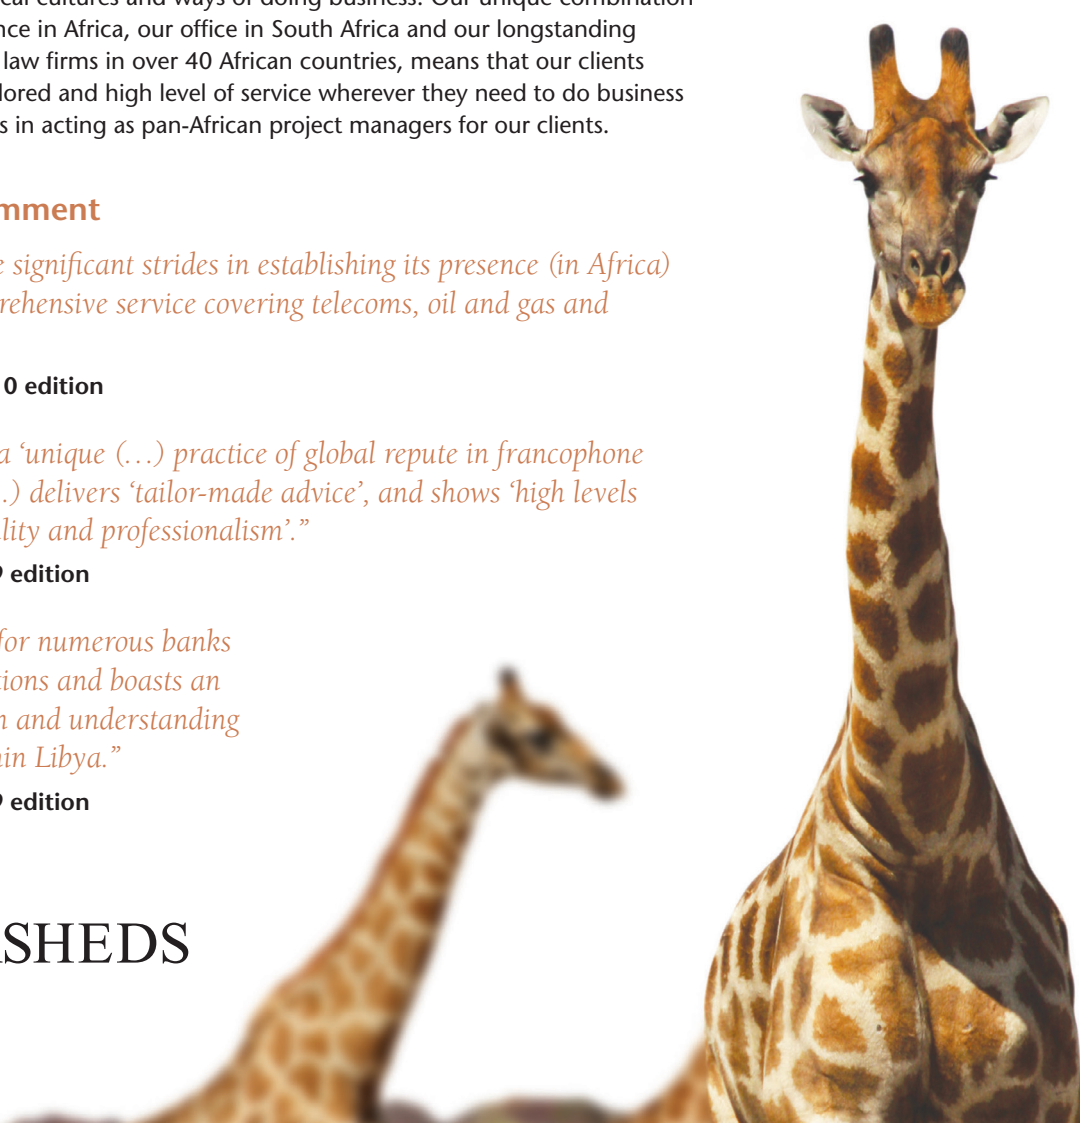 cal cultures and ways of doing business. Our unique combination
nce in Africa, our office in South Africa and our longstanding
law firms in over 40 African countries, means that our clients
lored and high level of service wherever they need to do business
s in acting as pan-African project managers for our clients.
mment
e significant strides in establishing its presence (in Africa)
rehensive service covering telecoms, oil and gas and
0 edition
a ‘unique (…) practice of global repute in francophone
..) delivers ‘tailor-made advice’, and shows ‘high levels
lity and professionalism’.”
9 edition
for numerous banks
tions and boasts an
n and understanding
hin Libya.”
9 edition
SHEDS